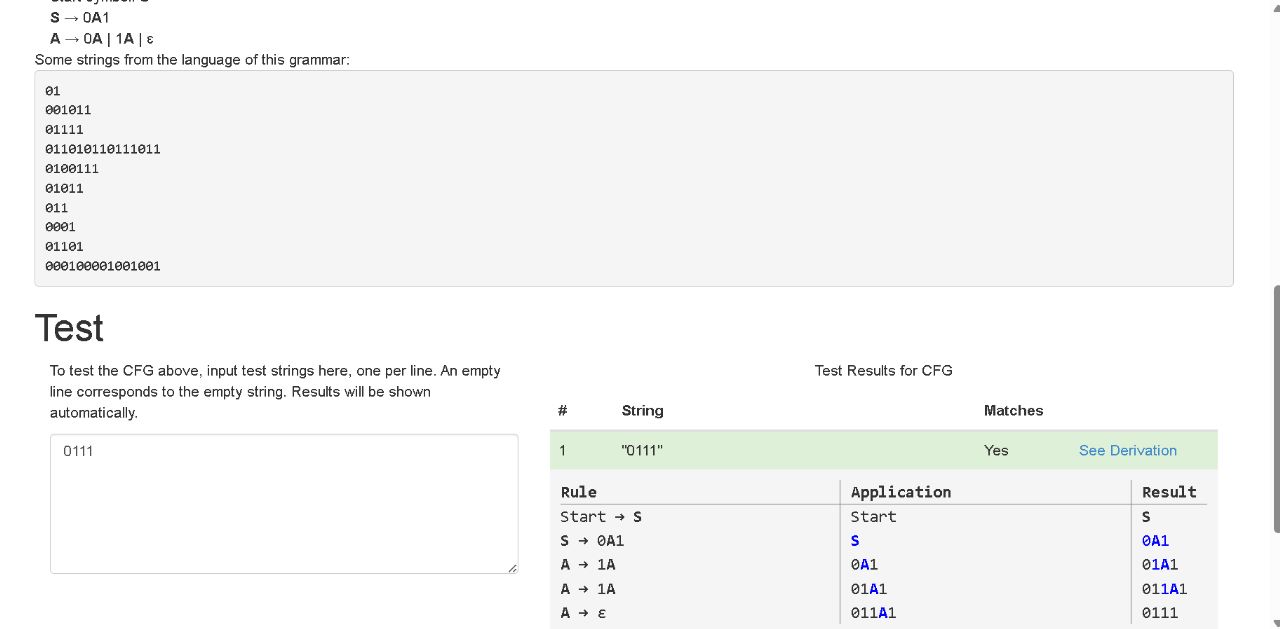 S → 0A1
A → 0A | 1A | ε
Some strings from the language of this grammar:
01
001011
01111
011010110111011
0100111
01011
011
0001
01101
000100001001001
Test
To test the CFG above, input test strings here, one per line. An empty
line corresponds to the empty string. Results will be shown
automatically.
0111
Test Results for CFG
# String Matches
1 "0111" Yes See Derivation
Rule Application Result
Start → S Start S
S → 0A1 S 0A1
A → 1A 0A1 01A1
A → 1A 01A1 011A1
A → ε 011A1 0111